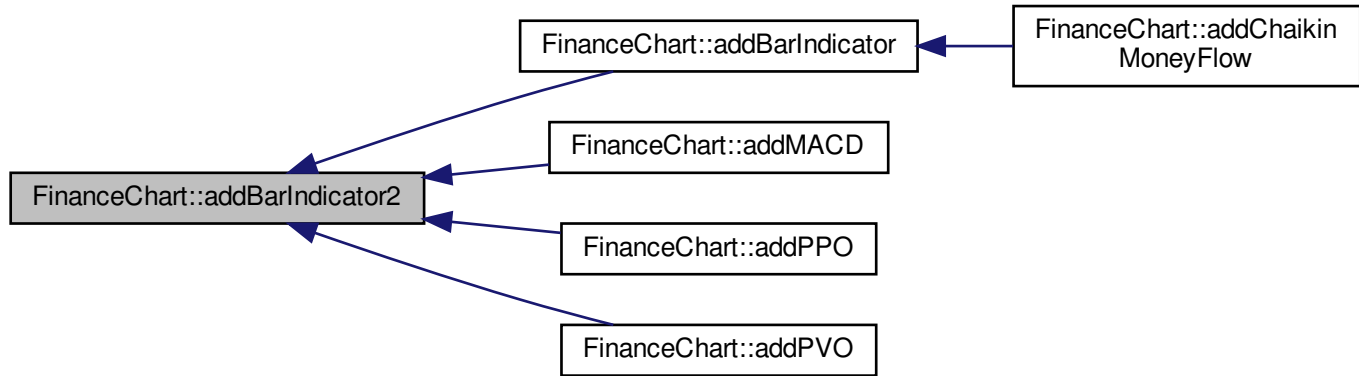 FinanceChart::addBarIndicator2
FinanceChart::addBarIndicator
FinanceChart::addChaikin
MoneyFlow
FinanceChart::addMACD
FinanceChart::addPPO
FinanceChart::addPVO